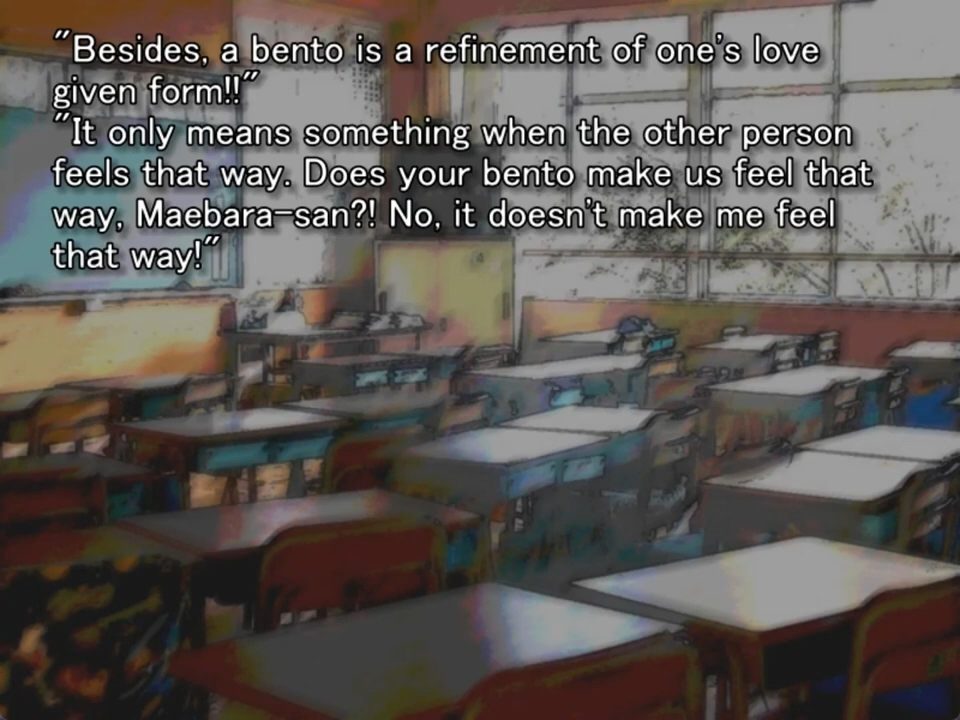 "Besides, a bento is a refinement of one's love
given form!!"
"It only means something when the other person
feels that way. Does your bento make us feel that
way, Maebara-san?! No, it doesn't make me feel
that way!"